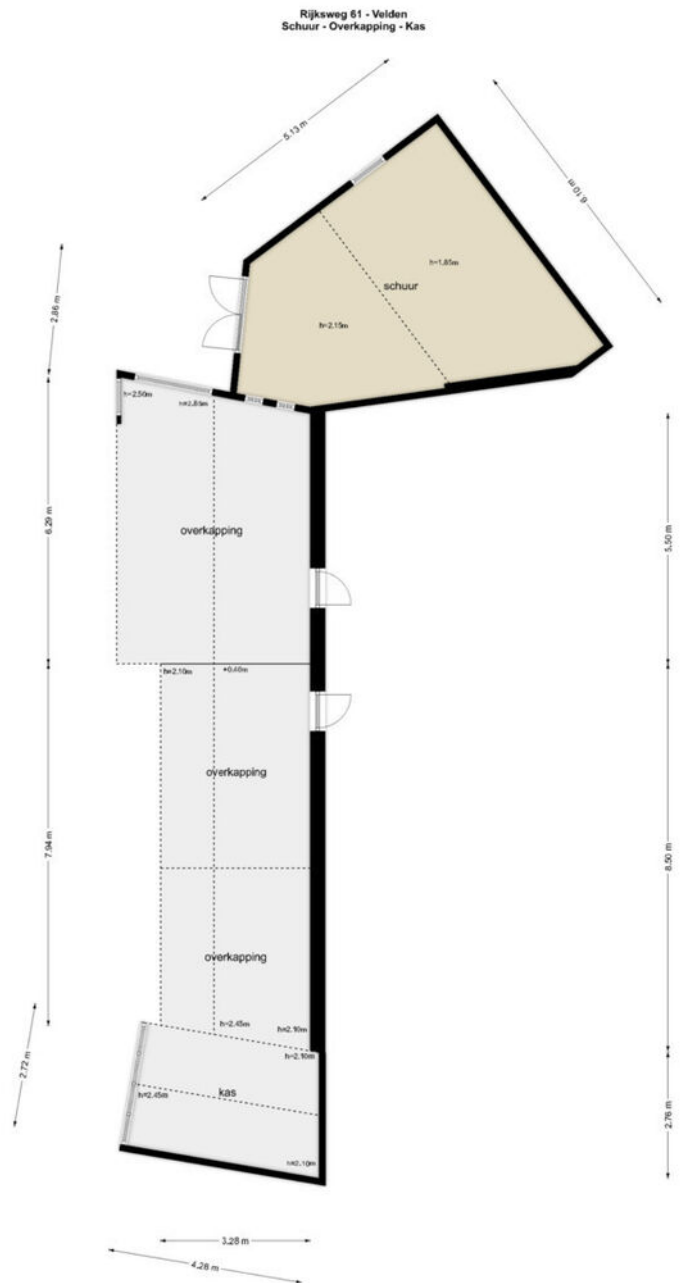 Rijksweg 61 - Velden
Schuur - Overkapping - Kas
5.13 m
6.10 m
2.86 m
h=1.85m
schuur
h=2.15m
h=2.50m
h=2.85m
6.29 m
5.50 m
overkapping
h=2.10m
+0.40m
overkapping
7.94 m
8.50 m
overkapping
h=2.45m
h=2.10m
h=2.10m
2.72 m
kas
h=2.45m
2.76 m
h=2.10m
3.28 m
4.28 m